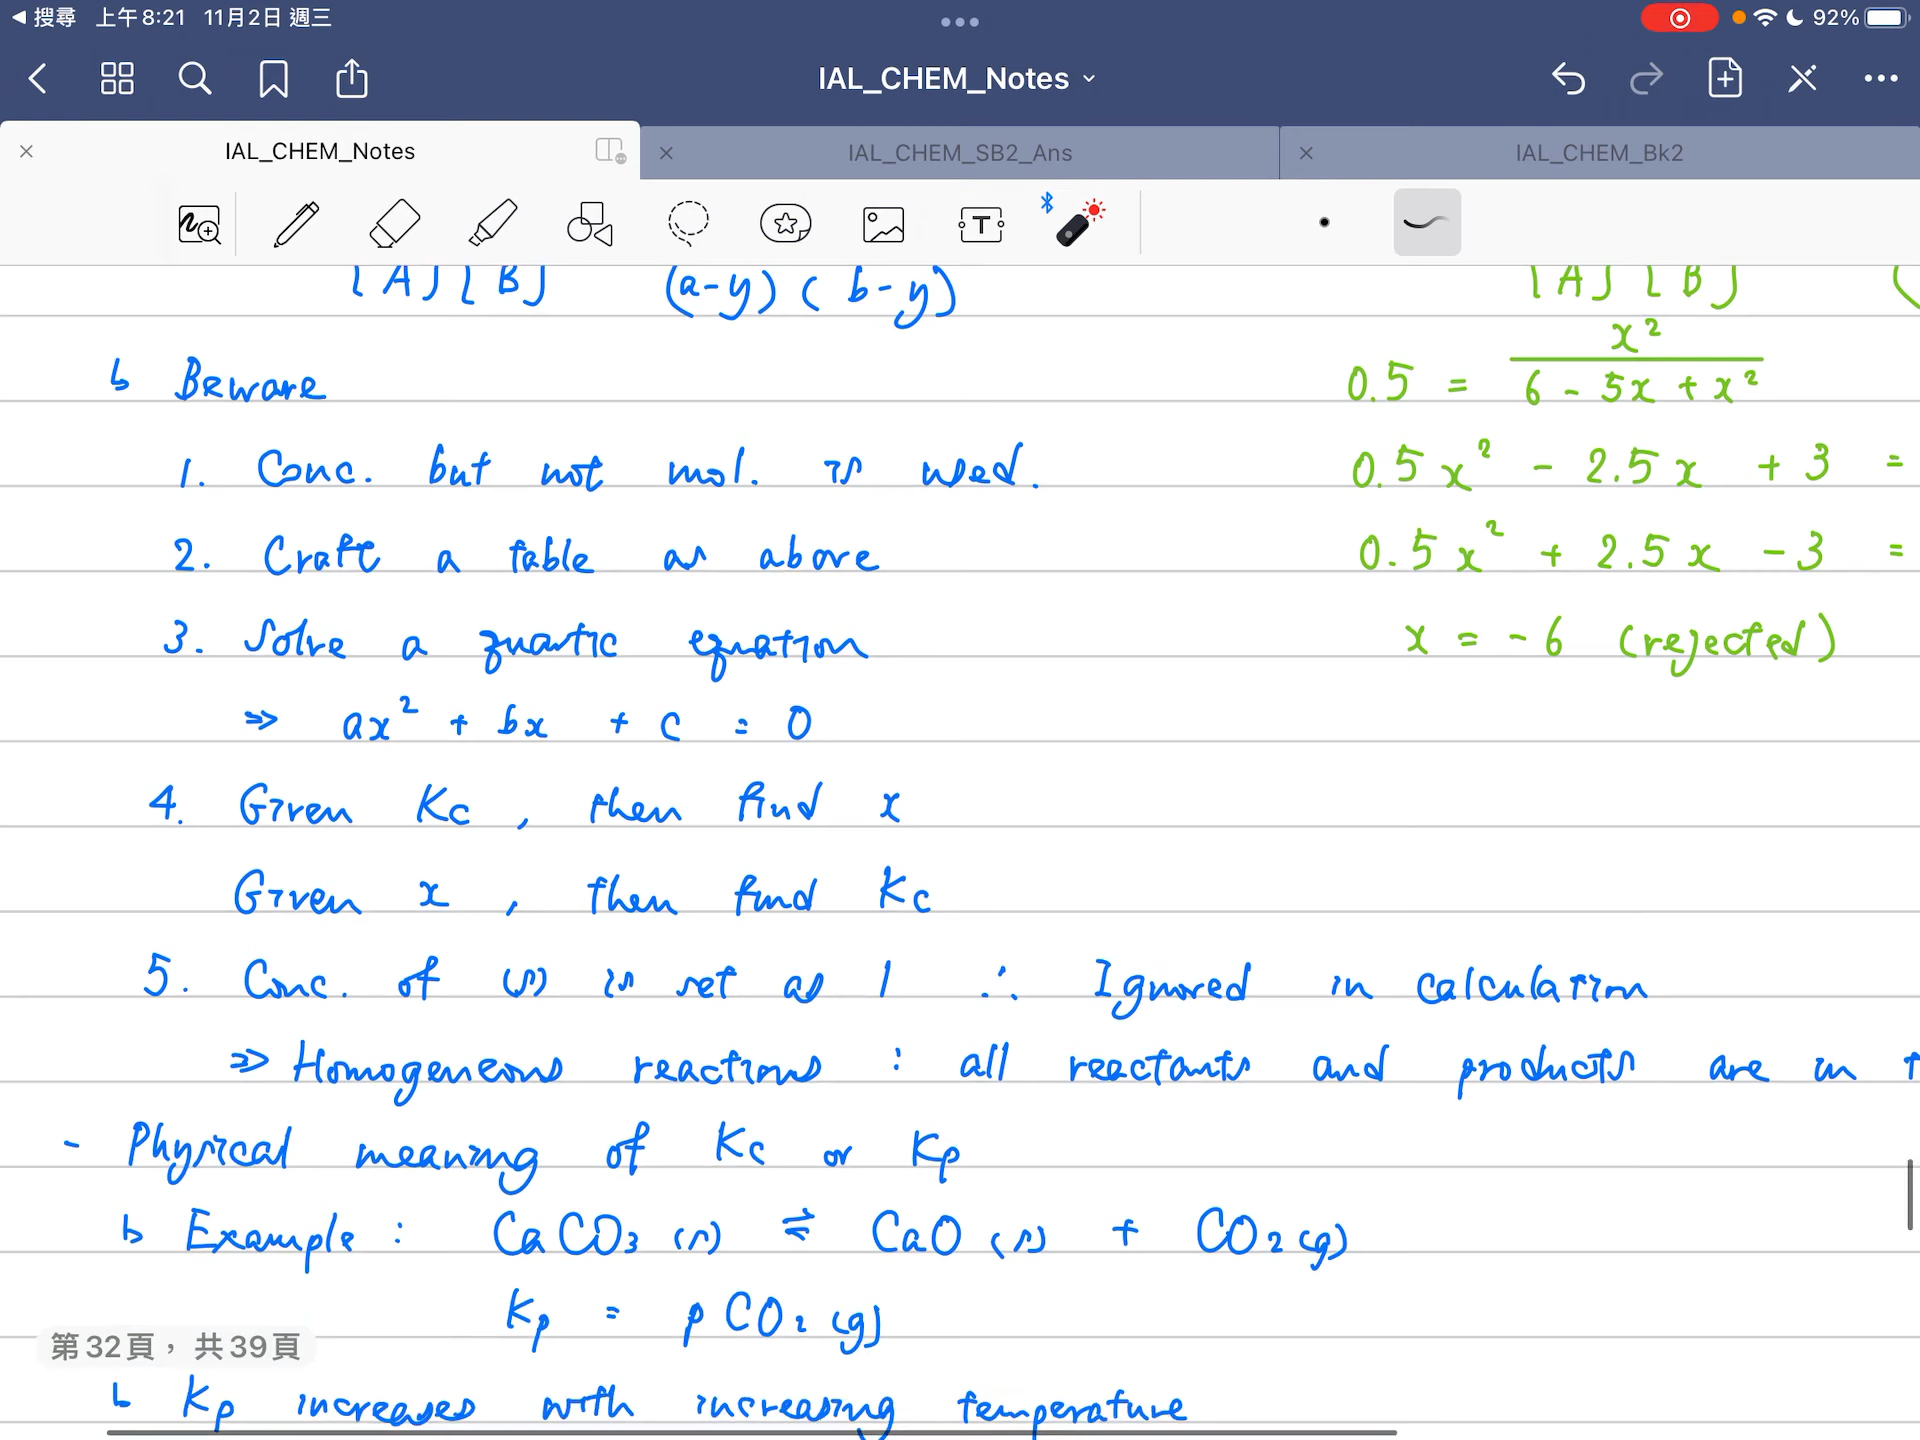 搜尋 上午8:21 11月2日 週三 92%
IAL_CHEM_Notes
IAL_CHEM_Notes IAL_CHEM_SB2_Ans IAL_CHEM_Bk2
[A][B] (a-y)(b-y)
[A][B] (
x²
Beware
0.5 = 6 - 5x + x²
1. Conc. but not mol. is used.
0.5x² - 2.5x + 3 =
2. Craft a table as above
0.5x² + 2.5x - 3 =
3. Solve a quartic equation
x = -6 (rejected)
⇒ ax² + bx + c = 0
4. Given Kc, then find x
Given x, then find Kc
5. Conc. of (s) is set as 1 ∴ Ignored in calculation
⇒ Homogeneous reactions : all reactants and products are in
- Physical meaning of Kc or Kp
Example : CaCO₃ (s) ⇌ CaO (s) + CO₂ (g)
Kp = p CO₂ (g)
第32頁，共39頁
Kp increases with increasing temperature